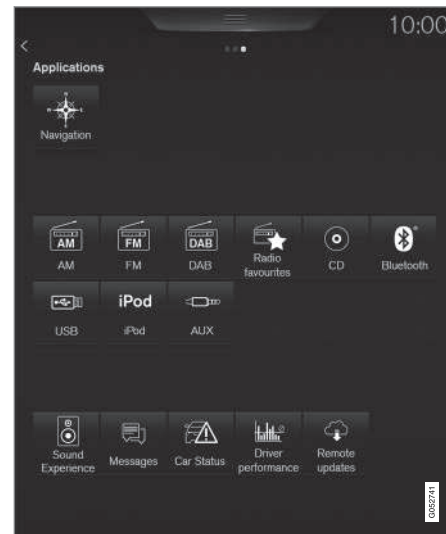 10:00
Applications
N
Navigation
AM FM DAB
AM FM DAB Radio favourites CD Bluetooth
iPod
USB iPod AUX
Sound Experience Messages Car Status Driver performance Remote updates
G052741